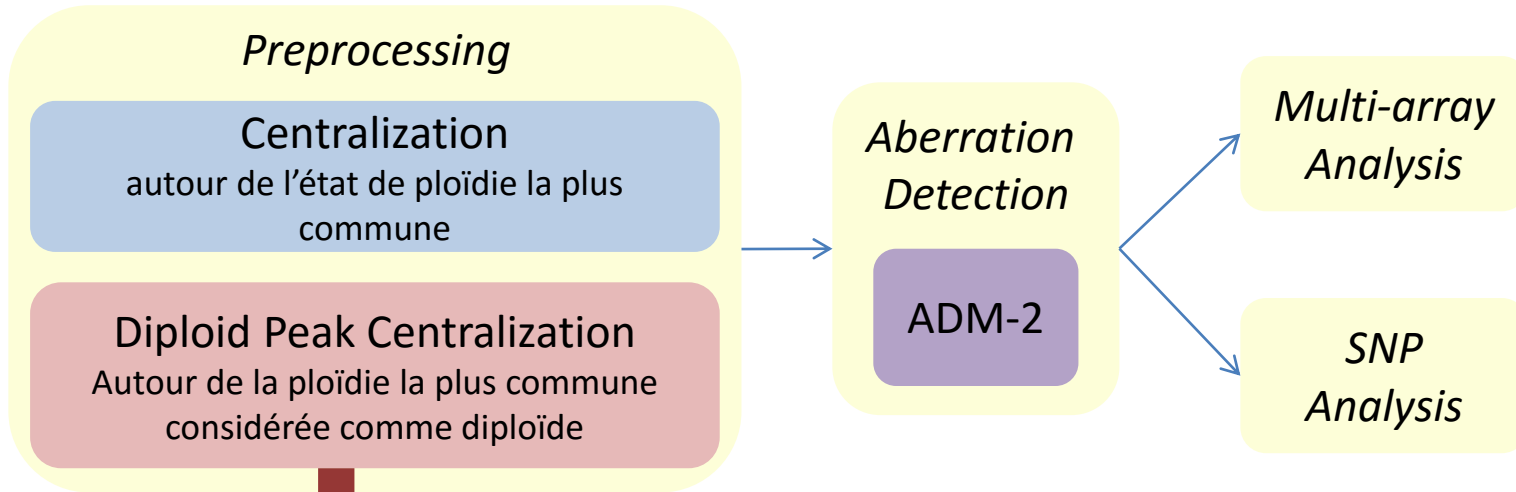 Preprocessing
Centralization
autour de l'état de ploïdie la plus
commune
Diploid Peak Centralization
Autour de la ploïdie la plus commune
considérée comme diploïde
Aberration
Detection
ADM-2
Multi-array
Analysis
SNP
Analysis